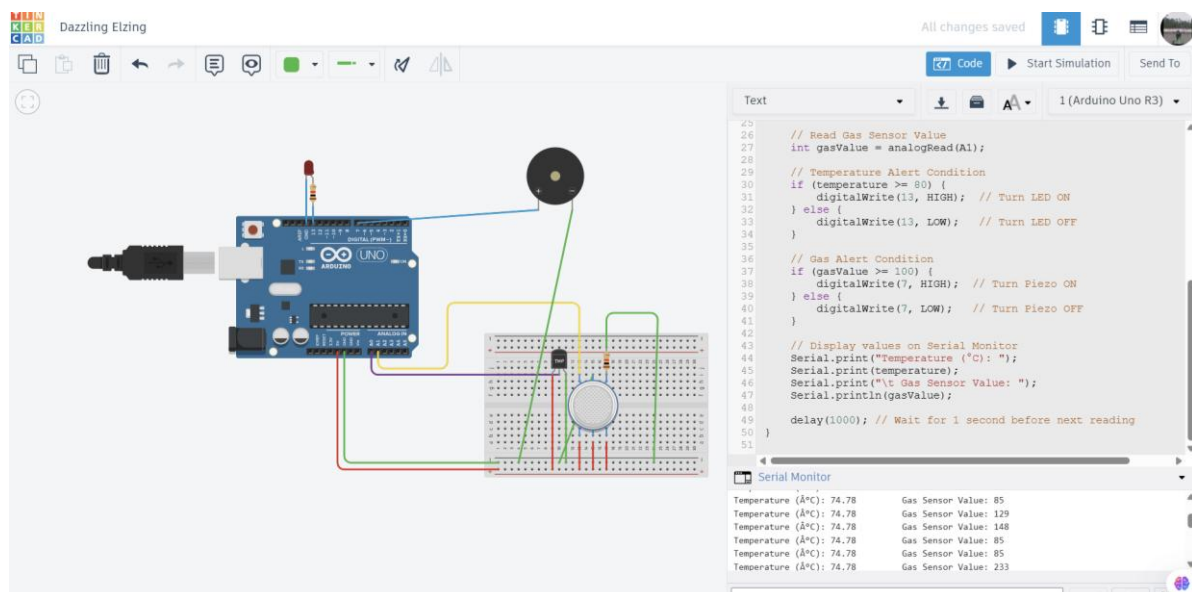 TIN
KER
CAD
Dazzling Elzing
All changes saved
Code
Start Simulation
Send To
Text
1 (Arduino Uno R3)
25
26 // Read Gas Sensor Value
27 int gasValue = analogRead(A1);
28
29 // Temperature Alert Condition
30 if (temperature >= 80) {
31 digitalWrite(13, HIGH); // Turn LED ON
32 } else {
33 digitalWrite(13, LOW); // Turn LED OFF
34 }
35
36 // Gas Alert Condition
37 if (gasValue >= 100) {
38 digitalWrite(7, HIGH); // Turn Piezo ON
39 } else {
40 digitalWrite(7, LOW); // Turn Piezo OFF
41 }
42
43 // Display values on Serial Monitor
44 Serial.print("Temperature (°C): ");
45 Serial.print(temperature);
46 Serial.print("\t Gas Sensor Value: ");
47 Serial.println(gasValue);
48
49 delay(1000); // Wait for 1 second before next reading
50 }
51
Serial Monitor
Temperature (Â°C): 74.78 Gas Sensor Value: 85
Temperature (Â°C): 74.78 Gas Sensor Value: 129
Temperature (Â°C): 74.78 Gas Sensor Value: 148
Temperature (Â°C): 74.78 Gas Sensor Value: 85
Temperature (Â°C): 74.78 Gas Sensor Value: 85
Temperature (Â°C): 74.78 Gas Sensor Value: 233
DIGITAL (PWM~)
UNO
ARDUINO
POWER
ANALOG IN
TMP